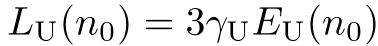 L_U(n_0) = 3γ_U E_U(n_0)